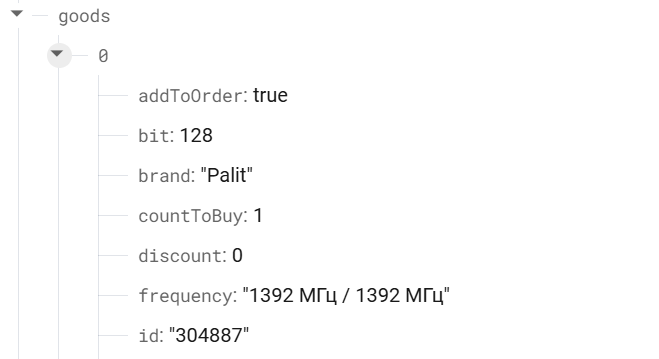 goods
0
addToOrder: true
bit: 128
brand: "Palit"
countToBuy: 1
discount: 0
frequency: "1392 МГц / 1392 МГц"
id: "304887"